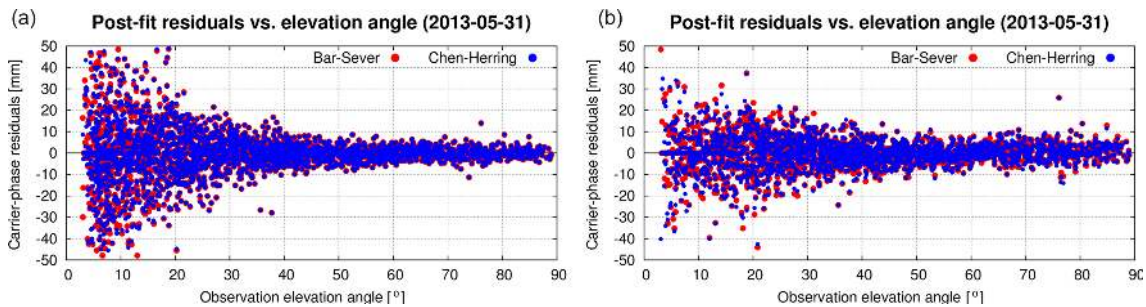 (a)
Post-fit residuals vs. elevation angle (2013-05-31)
Bar-Sever
Chen-Herring
Carrier-phase residuals [mm]
50
40
30
20
10
0
-10
-20
-30
-40
-50
0 10 20 30 40 50 60 70 80 90
Observation elevation angle [°]
(b)
Post-fit residuals vs. elevation angle (2013-05-31)
Bar-Sever
Chen-Herring
Carrier-phase residuals [mm]
50
40
30
20
10
0
-10
-20
-30
-40
-50
0 10 20 30 40 50 60 70 80 90
Observation elevation angle [°]